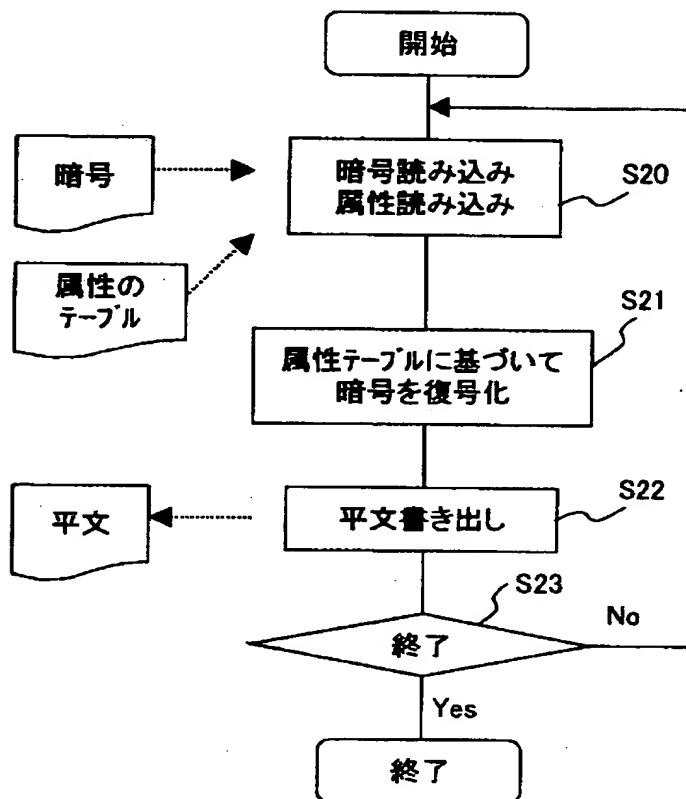 開始
暗号
暗号読み込み
属性読み込み
S20
属性の
テーブル
S21
属性テーブルに基づいて
暗号を復号化
平文
平文書き出し
S22
S23
終了
No
Yes
終了